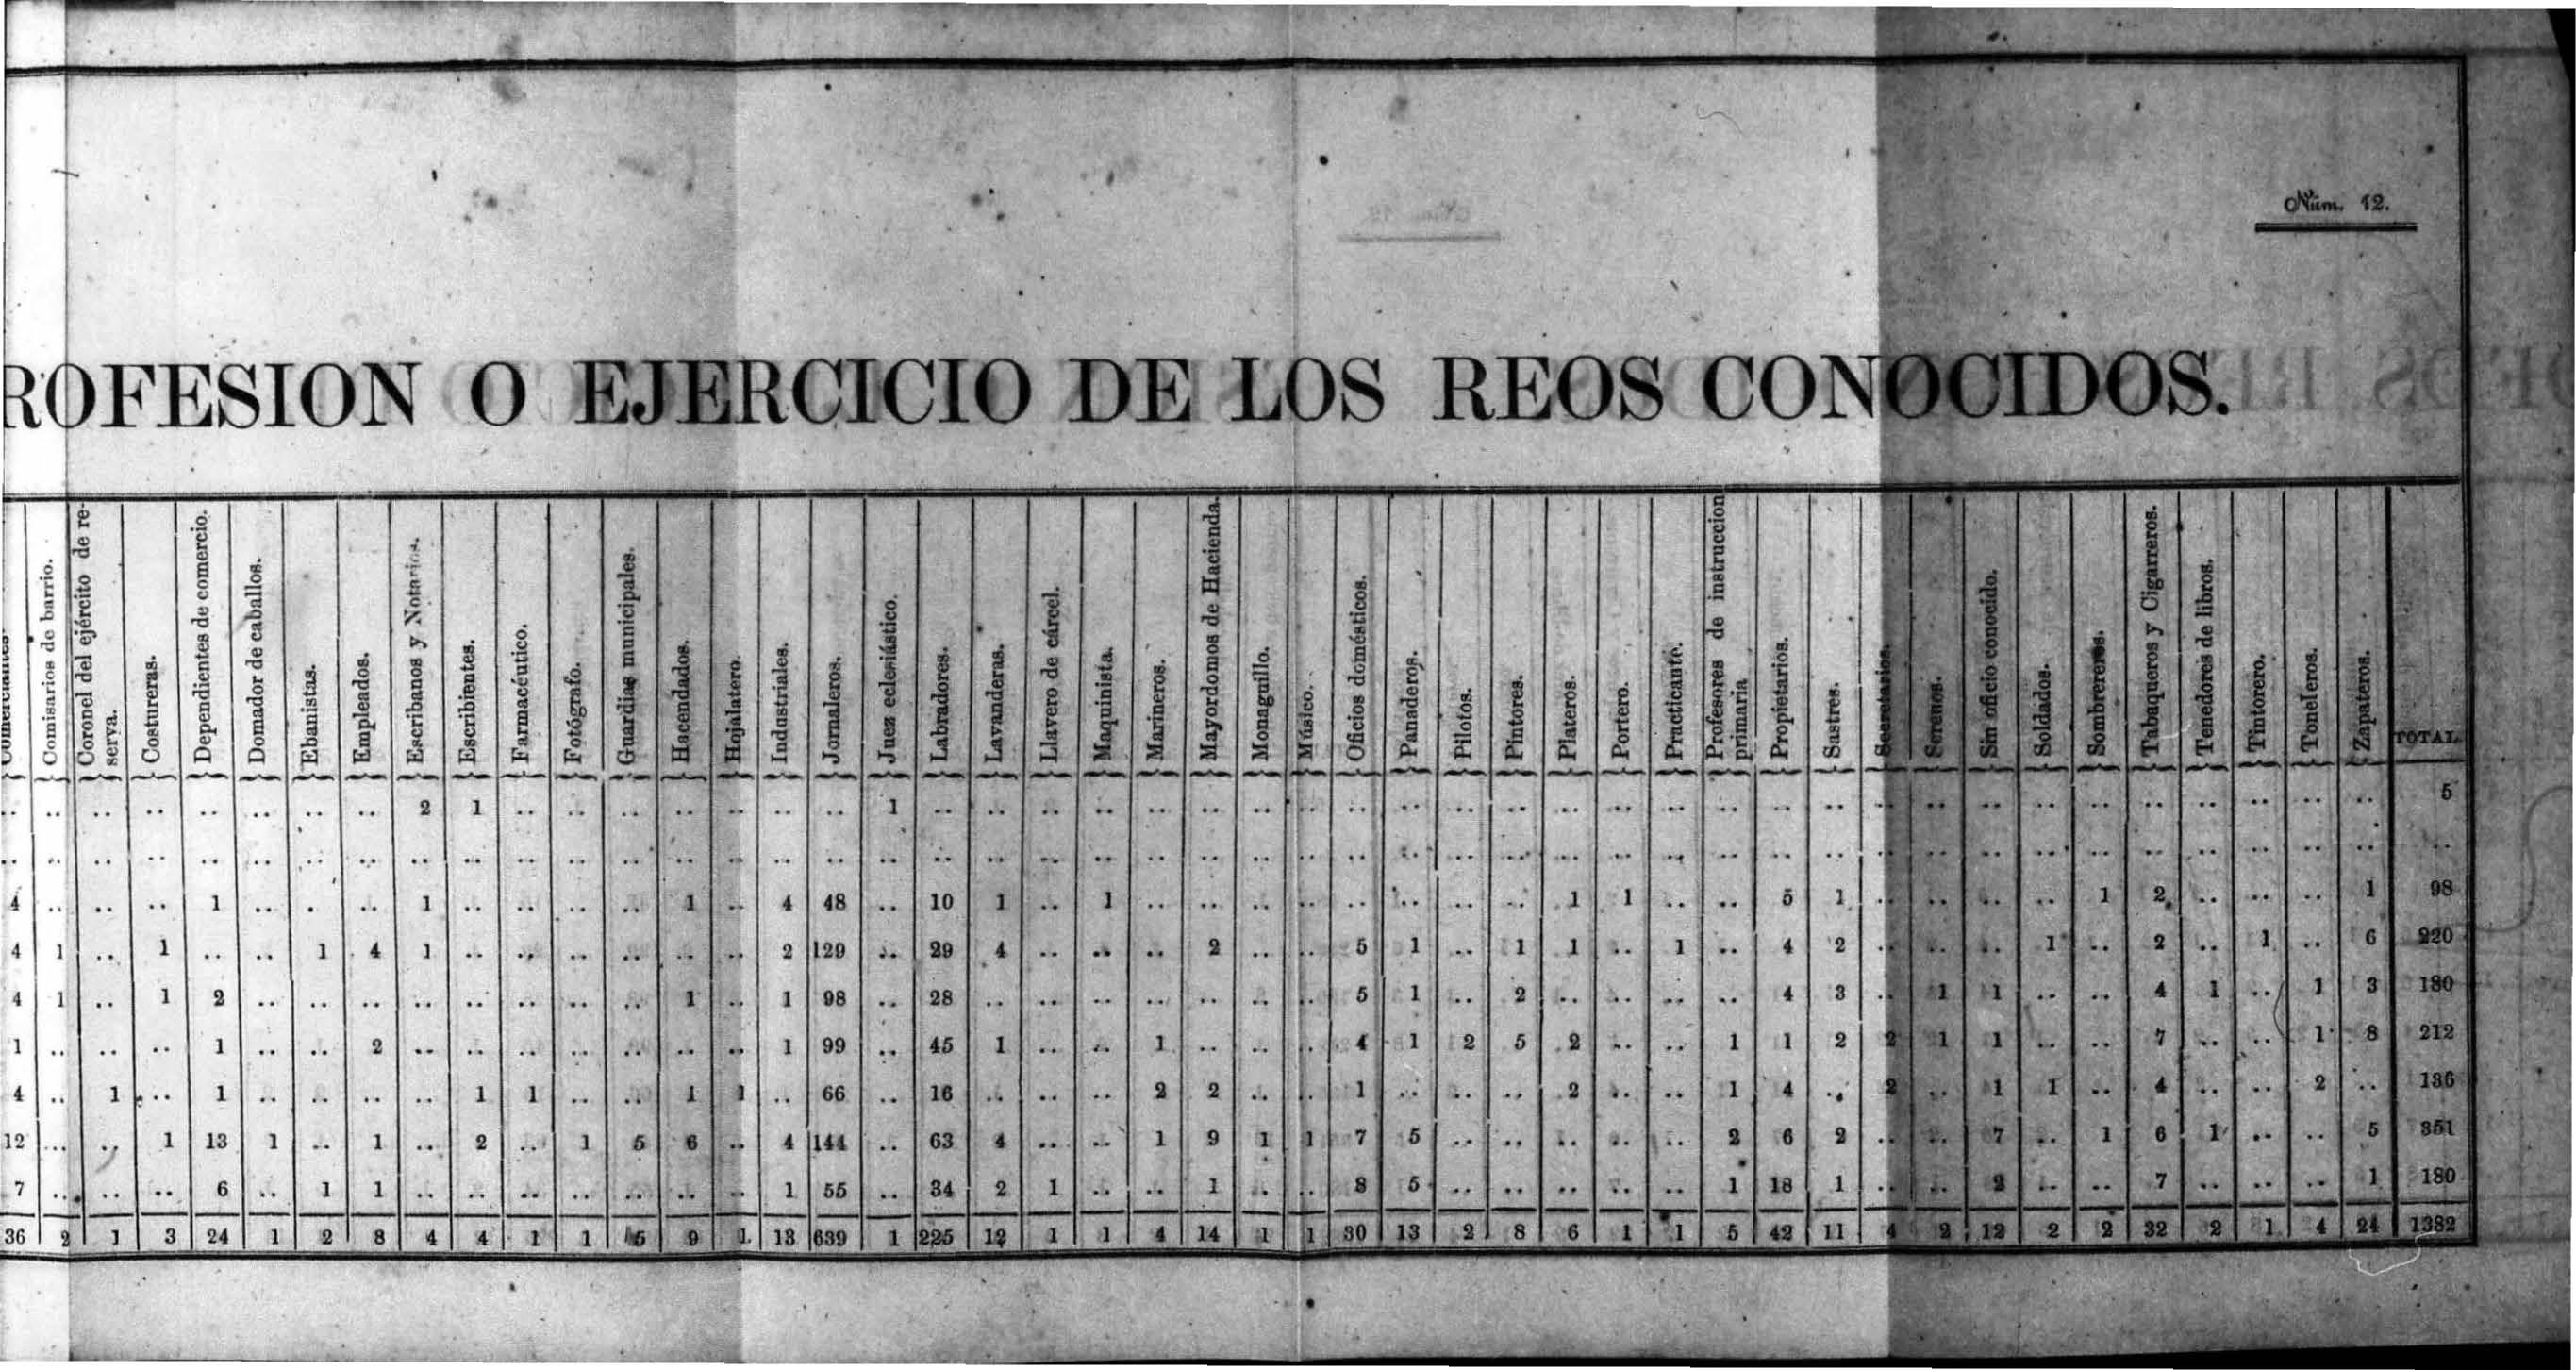 Núm. 12.
ROFESION O EJERCICIO DE LOS REOS CONOCIDOS.
Comerciantes. | Comisarios de barrio. | Coronel del ejército de reserva. | Costureras. | Dependientes de comercio. | Domador de caballos. | Ebanistas. | Empleados. | Escribanos y Notarios. | Escribientes. | Farmacéutico. | Fotógrafo. | Guardias municipales. | Hacendados. | Hojalatero. | Industriales. | Jornaleros. | Juez eclesiástico. | Labradores. | Lavanderas. | Llavero de cárcel. | Maquinista. | Marineros. | Mayordomos de Hacienda. | Monaguillo. | Músico. | Oficios domésticos. | Panaderos. | Pilotos. | Pintores. | Plateros. | Portero. | Practicante. | Profesores de instruccion primaria | Propietarios. | Sastres. | Secretarios. | Serenos. | Sin oficio conocido. | Soldados. | Sombrereros. | Tabaqueros y Cigarreros. | Tenedores de libros. | Tintorero. | Toneleros. | Zapateros. | TOTAL.
.. .. .. .. .. .. .. .. 2 1 .. .. .. .. .. .. .. 1 .. .. .. .. .. .. .. .. .. .. .. .. .. .. .. .. .. .. .. .. .. .. .. .. .. .. .. .. 5
.. .. .. .. .. .. .. .. .. .. .. .. .. .. .. .. .. .. .. .. .. .. .. .. .. .. .. .. .. .. .. .. .. .. .. .. .. .. .. .. .. .. .. .. .. .. ..
4 .. .. .. 1 .. . .. 1 .. .. .. .. 1 .. 4 48 .. 10 1 .. 1 .. .. .. .. .. .. .. .. 1 1 .. .. 5 1 .. .. .. .. 1 2 .. .. .. 1 98
4 1 .. 1 .. .. 1 4 1 .. .. .. .. .. .. 2 129 .. 29 4 .. .. .. 2 .. .. 5 1 .. 1 1 .. 1 .. 4 2 .. .. .. 1 .. 2 .. 1 .. 6 220
4 1 .. 1 2 .. .. .. .. .. .. .. .. 1 .. 1 98 .. 28 .. .. .. .. .. .. .. 5 1 .. 2 .. .. .. .. 4 3 .. 1 1 .. .. 4 1 .. 1 3 180
1 .. .. .. 1 .. .. 2 .. .. .. .. .. .. .. 1 99 .. 45 1 .. .. 1 .. .. .. 4 1 2 5 2 .. .. 1 1 2 2 1 1 .. .. 7 .. .. 1 8 212
4 .. 1 .. 1 .. .. .. .. 1 1 .. .. 1 1 .. 66 .. 16 .. .. .. 2 2 .. .. 1 .. .. .. 2 .. .. 1 4 .. 2 .. 1 1 .. 4 .. .. 2 .. 136
12 .. .. 1 13 1 .. 1 .. 2 .. 1 5 6 .. 4 144 .. 63 4 .. .. 1 9 1 1 7 5 .. .. .. .. .. 2 6 2 .. .. 7 .. 1 6 1 .. .. 5 351
7 .. .. .. 6 .. 1 1 .. .. .. .. .. .. .. 1 55 .. 34 2 1 .. .. 1 .. .. 8 5 .. .. .. .. .. 1 18 1 .. .. 2 .. .. 7 .. .. .. 1 180
36 2 1 3 24 1 2 8 4 4 1 1 5 9 1 13 639 1 225 12 1 1 4 14 1 1 30 13 2 8 6 1 1 5 42 11 4 2 12 2 2 32 2 1 4 24 1382